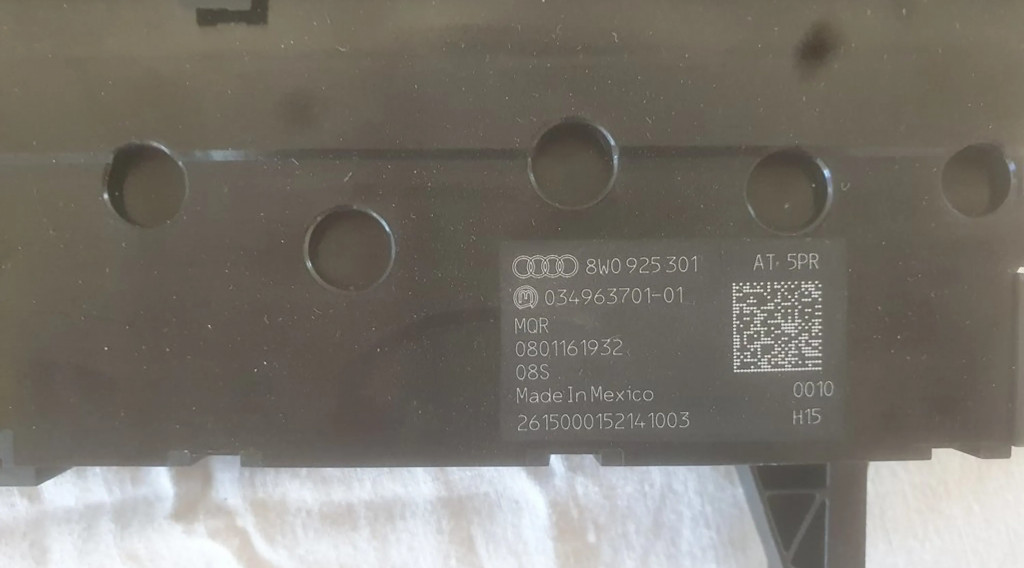 8W0 925 301 AT 5PR
034963701-01
MQR
0801161932
08S
Made In Mexico 0010
2615000152141003 H15